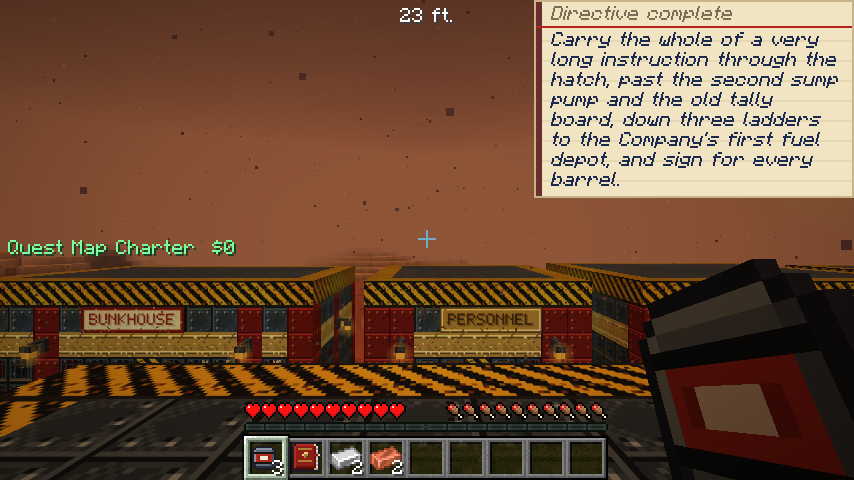 23 ft.
Directive complete
Carry the whole of a very
long instruction through the
hatch, past the second sump
pump and the old tally
board, down three ladders
to the Company's first fuel
depot, and sign for every
barrel.
Quest Map Charter $0
BUNKHOUSE
PERSONNEL
3
2
2